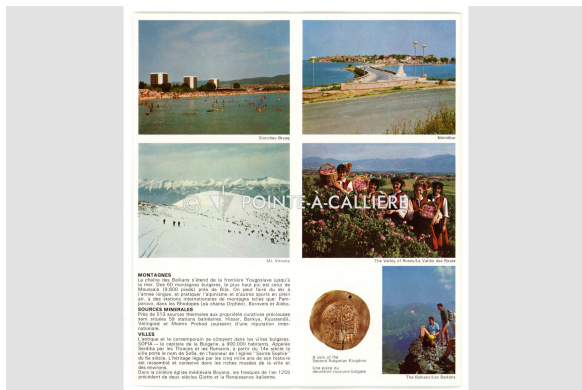 Slanchev Bryag
Nessebar
POINTE-À-CALLIÈRE
Mt. Vitosha
The Valley of Roses/La Vallée des Roses
MONTAGNES
La chaîne des Balkans s'étend de la frontière Yougoslave jusqu'à
la mer. Des 60 montagnes bulgares, le plus haut pic est celui de
Moussala (9,600 pieds) près de Rila. On peut faire du ski à
l'année longue, et pratiquer l'alpinisme et d'autres sports en plein
air, à des stations internationales de montagne telles que: Pam-
porovo, dans les Rhodopes (où chanta Orphée), Borovets et Aleko.
SOURCES MINERALES
Près de 513 sources thermales aux propriétés curatives précieuses
sont situées 59 stations balnéaires. Hissar, Bankya, Kyustendil,
Velingrad et Momin Prohod jouissent d'une réputation inter-
nationale.
VILLES
L'antique et le contemporain se côtoyent dans les villes bulgares.
SOFIA — la capitale de la Bulgarie, a 800,000 habitants. Appelée
Serdika par les Thraces et les Romains, à partir du 14e siècle la
ville porte le nom de Sofia, en l'honneur de l'église "Sainte Sophie"
du 6e siècle. L'héritage légué par les cinq mille ans de son histoire
est rassemblé et conservé dans les riches musées de la ville et
des environs.
Dans la célèbre église médiévale Boyana, les fresques de l'an 1259
précèdent de deux siècles Giotto et la Renaissance italienne.
A coin of the
Second Bulgarian Kingdom
Une pièce du
deuxième royaume bulgare
The Balkans/Les Balkans